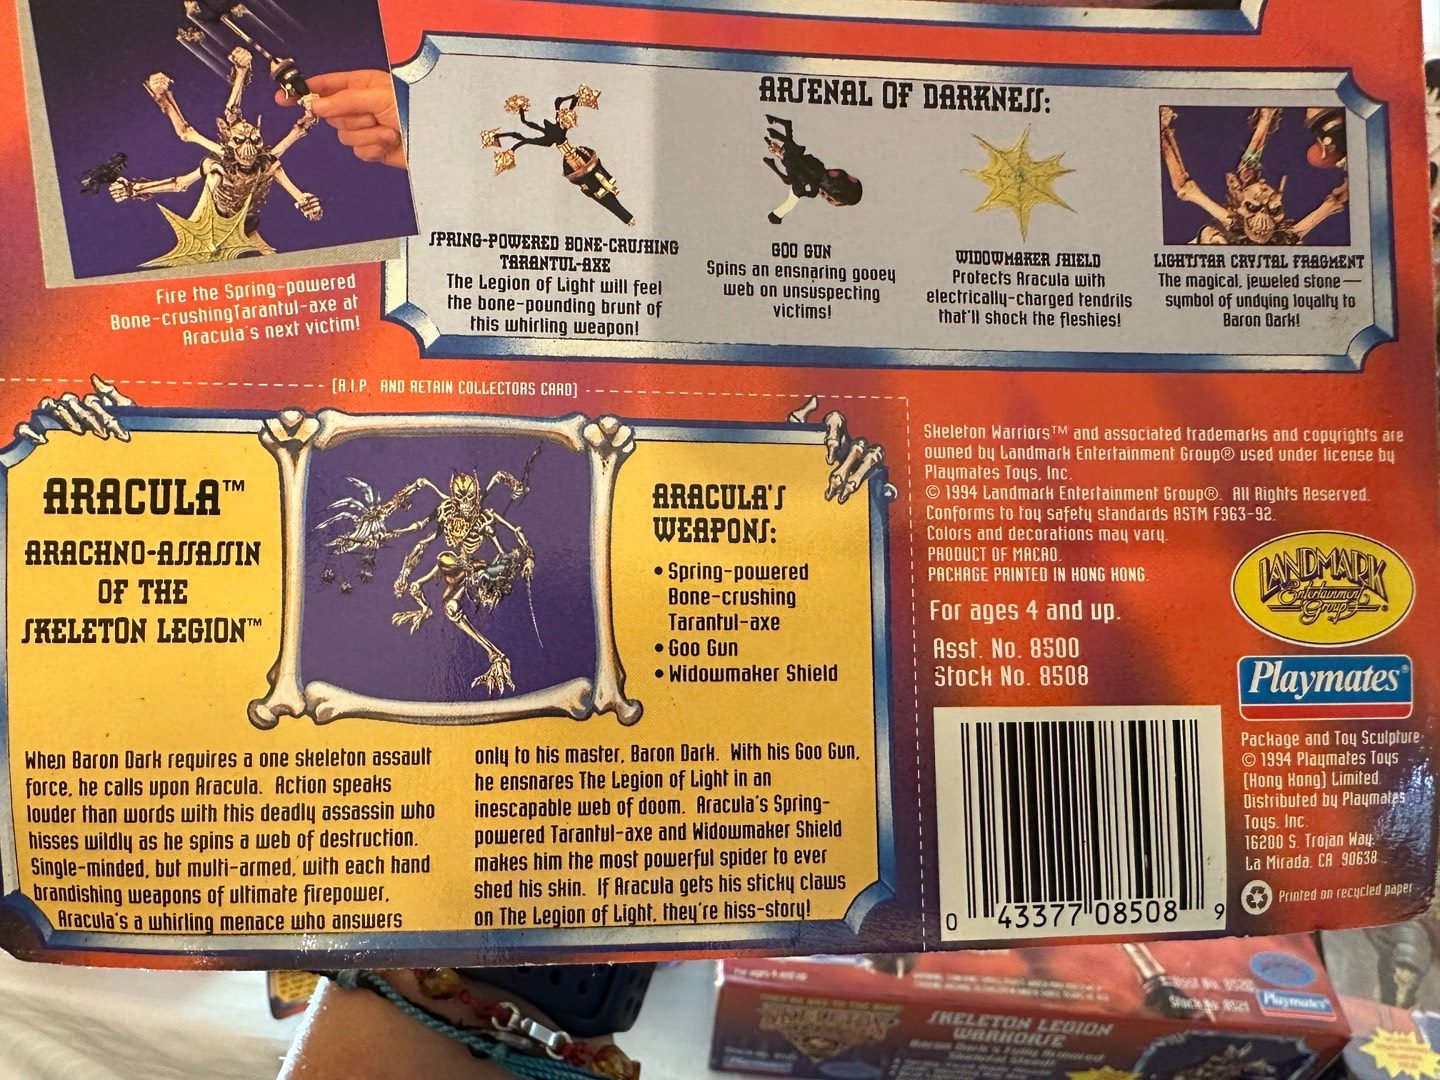 ARSENAL OF DARKNESS:
SPRING-POWERED BONE-CRUSHING
TARANTUL-AXE
The Legion of Light will feel
the bone-pounding brunt of
this whirling weapon!
GOO GUN
Spins an ensnaring gooey
web on unsuspecting
victims!
WIDOWMAKER SHIELD
Protects Aracula with
electrically-charged tendrils
that'll shock the fleshies!
LIGHTSTAR CRYSTAL FRAGMENT
The magical, jeweled stone—
symbol of undying loyalty to
Baron Dark!
Fire the Spring-powered
Bone-crushingTarantul-axe at
Aracula's next victim!
[R.I.P. AND RETAIN COLLECTORS CARD]
ARACULA™
ARACHNO-ASSASSIN
OF THE
SKELETON LEGION™
ARACULA'S
WEAPONS:
• Spring-powered
Bone-crushing
Tarantul-axe
• Goo Gun
• Widowmaker Shield
When Baron Dark requires a one skeleton assault
force, he calls upon Aracula. Action speaks
louder than words with this deadly assassin who
hisses wildly as he spins a web of destruction.
Single-minded, but multi-armed, with each hand
brandishing weapons of ultimate firepower,
Aracula's a whirling menace who answers
only to his master, Baron Dark. With his Goo Gun,
he ensnares The Legion of Light in an
inescapable web of doom. Aracula's Spring-
powered Tarantul-axe and Widowmaker Shield
makes him the most powerful spider to ever
shed his skin. If Aracula gets his sticky claws
on The Legion of Light, they're hiss-story!
Skeleton Warriors™ and associated trademarks and copyrights are
owned by Landmark Entertainment Group® used under license by
Playmates Toys, Inc.
© 1994 Landmark Entertainment Group®. All Rights Reserved.
Conforms to toy safety standards ASTM F963-92.
Colors and decorations may vary.
PRODUCT OF MACAO.
PACKAGE PRINTED IN HONG KONG.
For ages 4 and up.
Asst. No. 8500
Stock No. 8508
LANDMARK
Entertainment
Group®
Playmates®
Package and Toy Sculpture
© 1994 Playmates Toys
(Hong Kong) Limited.
Distributed by Playmates
Toys, Inc.
16200 S. Trojan Way,
La Mirada, CA 90638
Printed on recycled paper
0 43377 08508 9
Stock No. 8521
Playmates
SKELETON LEGION
WARHORSE